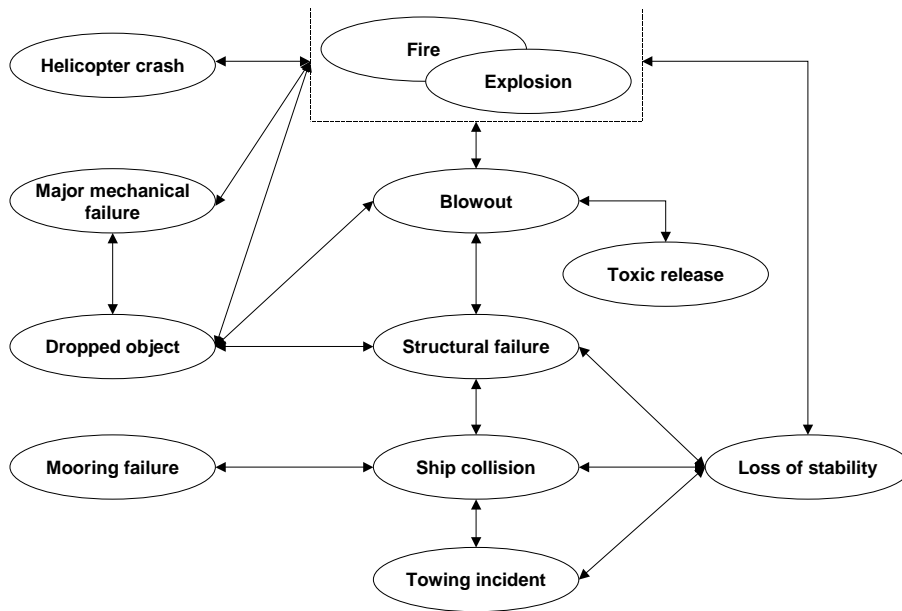 Fire
Helicopter crash
Explosion
Major mechanical
failure
Blowout
Toxic release
Dropped object
Structural failure
Mooring failure
Ship collision
Loss of stability
Towing incident